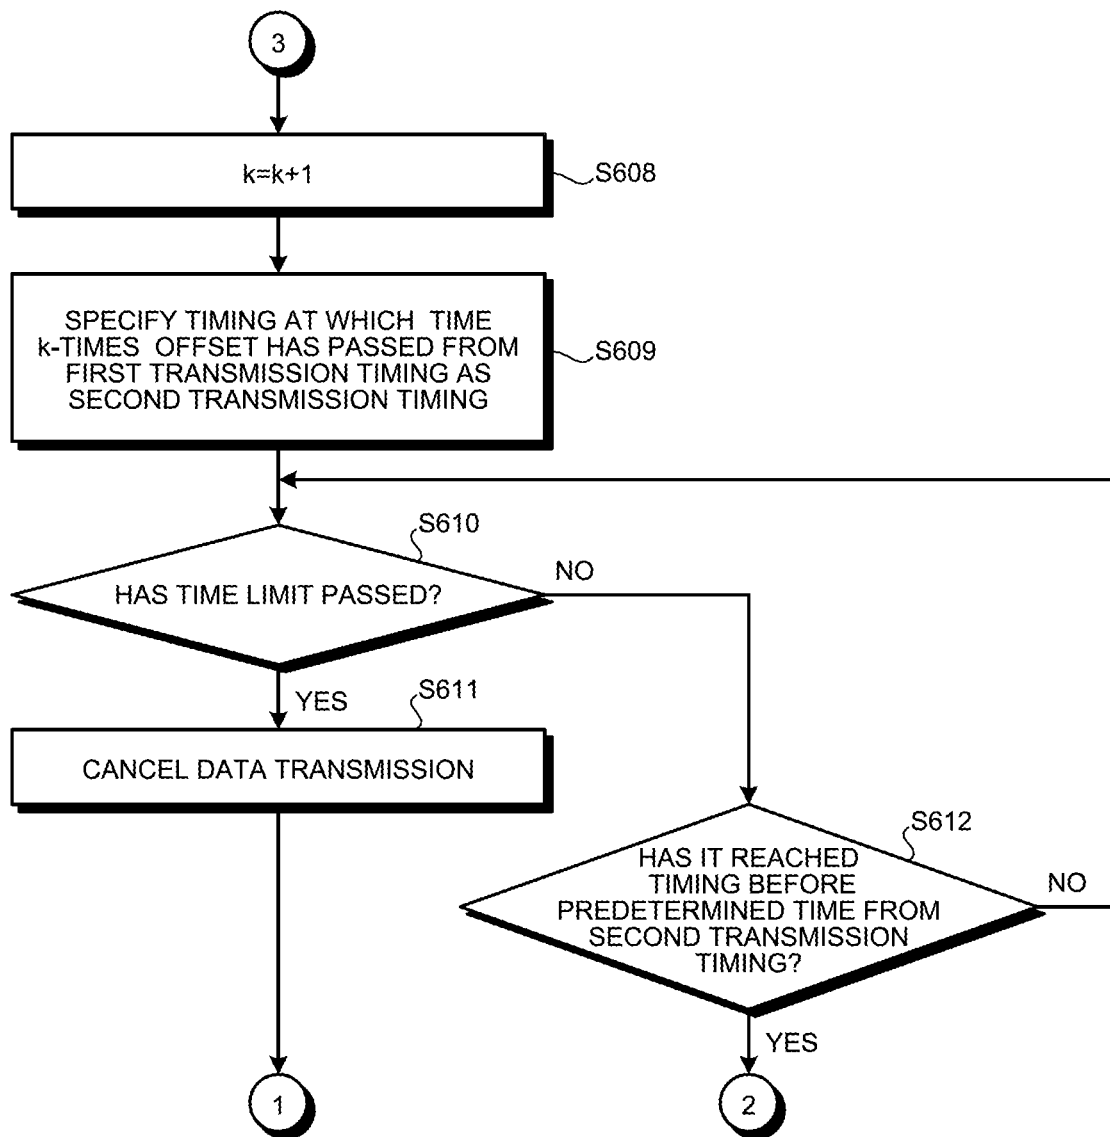 3
k=k+1
S608
SPECIFY TIMING AT WHICH TIME
k-TIMES OFFSET HAS PASSED FROM
FIRST TRANSMISSION TIMING AS
SECOND TRANSMISSION TIMING
S609
S610
HAS TIME LIMIT PASSED?
NO
YES
S611
CANCEL DATA TRANSMISSION
S612
HAS IT REACHED
TIMING BEFORE
PREDETERMINED TIME FROM
SECOND TRANSMISSION
TIMING?
NO
YES
1
2